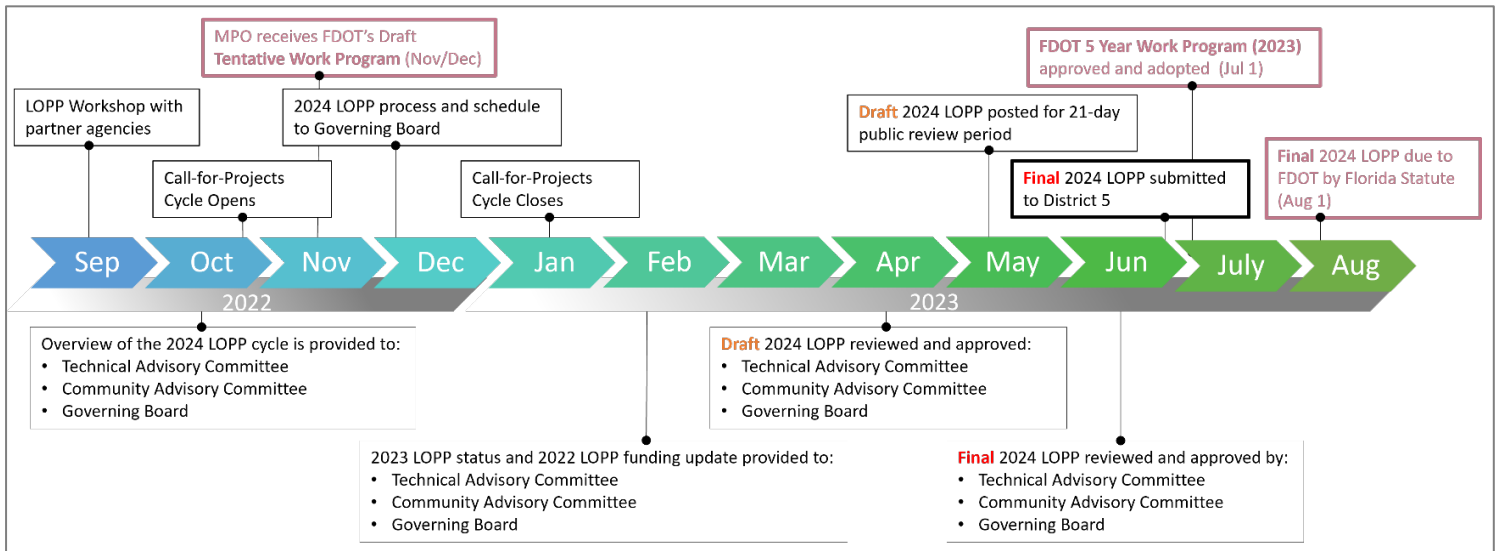 MPO receives FDOT's Draft
Tentative Work Program (Nov/Dec)
FDOT 5 Year Work Program (2023)
approved and adopted (Jul 1)
LOPP Workshop with
partner agencies
2024 LOPP process and schedule
to Governing Board
Draft 2024 LOPP posted for 21-day
public review period
Final 2024 LOPP due to
FDOT by Florida Statute
(Aug 1)
Call-for-Projects
Cycle Opens
Call-for-Projects
Cycle Closes
Final 2024 LOPP submitted
to District 5
Sep Oct Nov Dec Jan Feb Mar Apr May Jun July Aug
2022 2023
Overview of the 2024 LOPP cycle is provided to:
• Technical Advisory Committee
• Community Advisory Committee
• Governing Board
Draft 2024 LOPP reviewed and approved:
• Technical Advisory Committee
• Community Advisory Committee
• Governing Board
2023 LOPP status and 2022 LOPP funding update provided to:
• Technical Advisory Committee
• Community Advisory Committee
• Governing Board
Final 2024 LOPP reviewed and approved by:
• Technical Advisory Committee
• Community Advisory Committee
• Governing Board